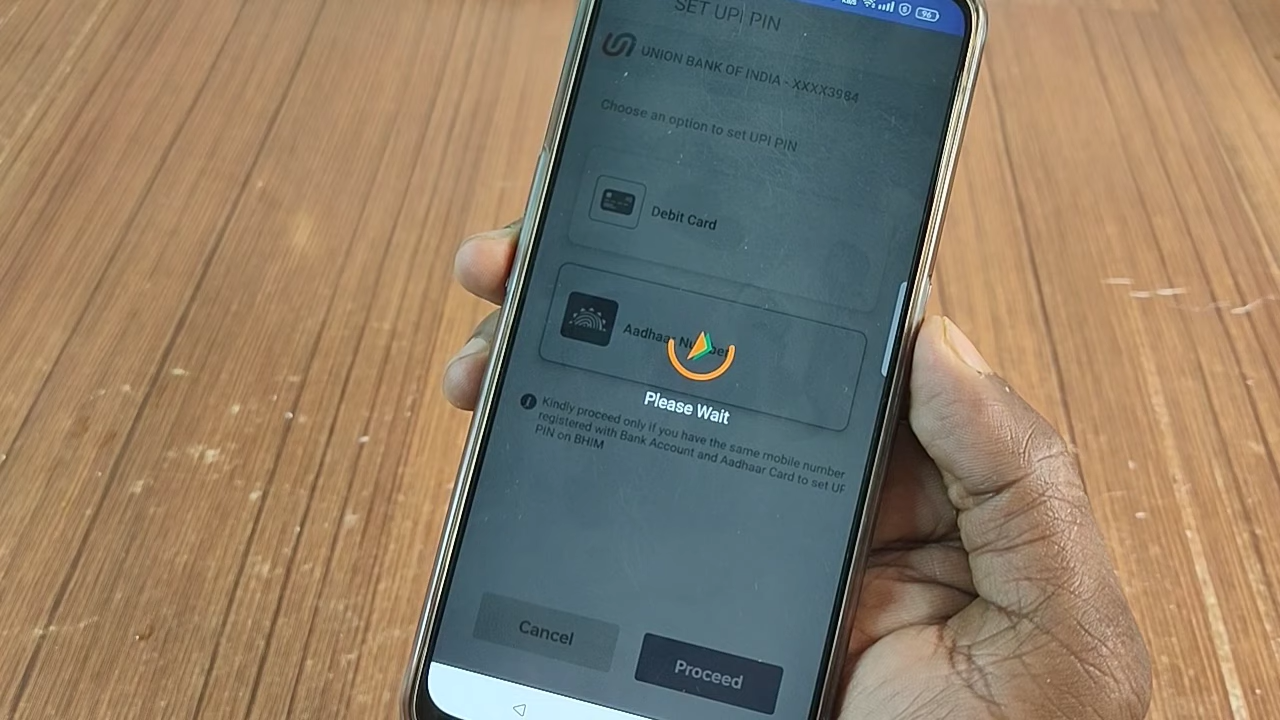 96
SET UPI PIN
UNION BANK OF INDIA - XXXX3984
Choose an option to set UPI PIN
Debit Card
Aadhaar Number
Please Wait
Kindly proceed only if you have the same mobile number
registered with Bank Account and Aadhaar Card to set UP
PIN on BHIM
Cancel
Proceed